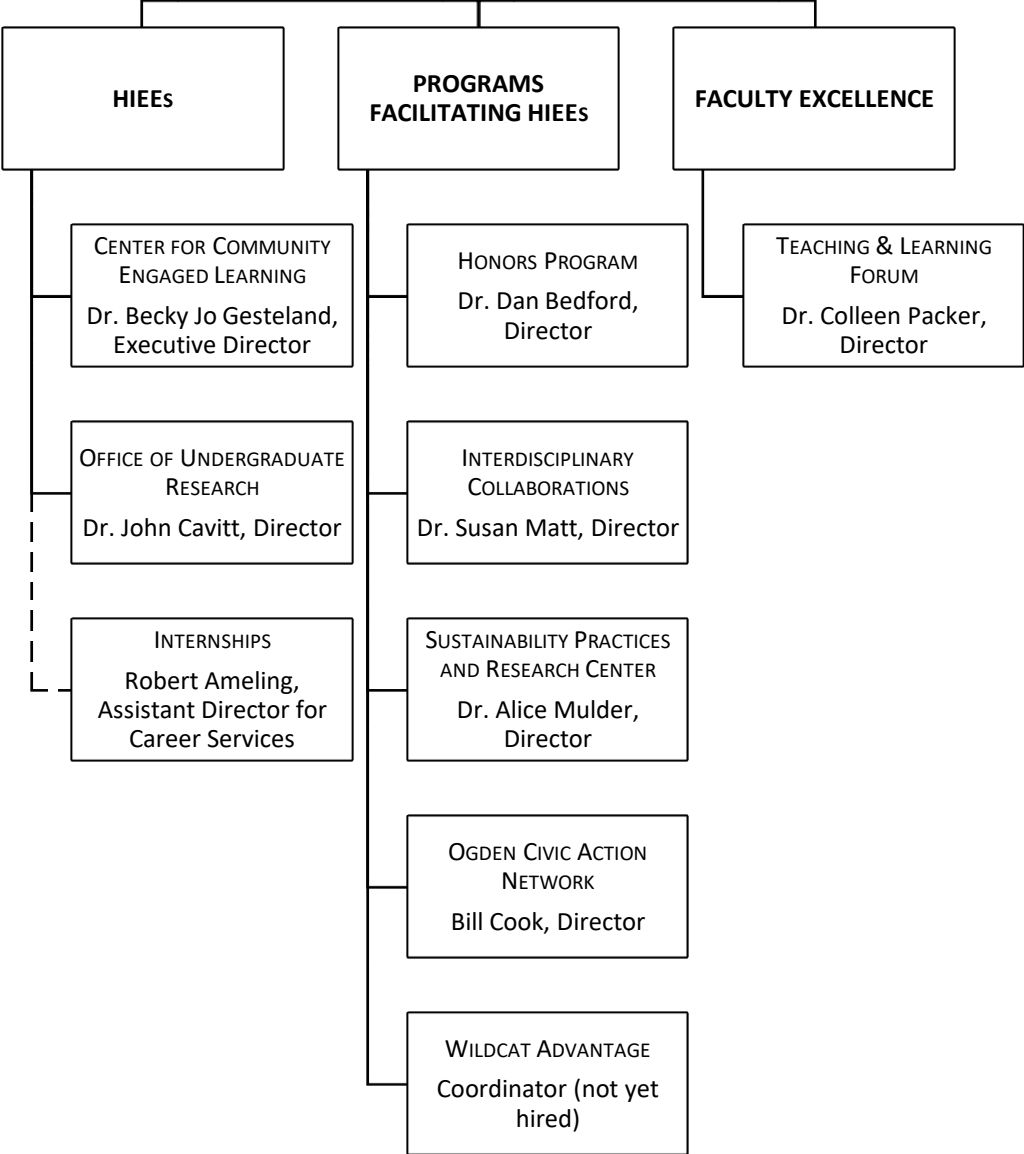 HIEEs
PROGRAMS
FACILITATING HIEEs
FACULTY EXCELLENCE
CENTER FOR COMMUNITY
ENGAGED LEARNING
Dr. Becky Jo Gesteland,
Executive Director
OFFICE OF UNDERGRADUATE
RESEARCH
Dr. John Cavitt, Director
INTERNSHIPS
Robert Ameling,
Assistant Director for
Career Services
HONORS PROGRAM
Dr. Dan Bedford,
Director
INTERDISCIPLINARY
COLLABORATIONS
Dr. Susan Matt, Director
SUSTAINABILITY PRACTICES
AND RESEARCH CENTER
Dr. Alice Mulder,
Director
OGDEN CIVIC ACTION
NETWORK
Bill Cook, Director
WILDCAT ADVANTAGE
Coordinator (not yet
hired)
TEACHING & LEARNING
FORUM
Dr. Colleen Packer,
Director